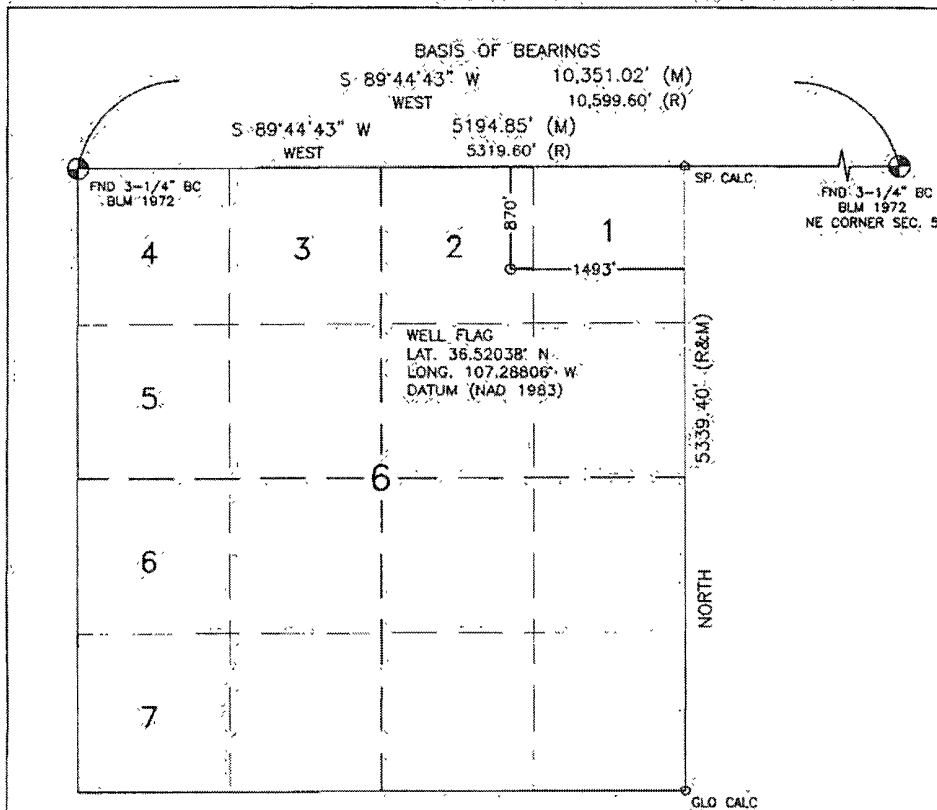 BASIS OF BEARINGS
S 89°44'43" W 10,351.02' (M)
WEST 10,599.60' (R)
S 89°44'43" W 5194.85' (M)
WEST 5319.60' (R)
FND 3-1/4" BC
BLM 1972
SP. CALC.
FND 3-1/4" BC
BLM 1972
NE CORNER SEC. 5
4
3
2
870'
1
1493'
WELL FLAG
LAT. 36.52038° N
LONG. 107.28806° W
DATUM (NAD 1983)
5339.40' (R&M)
5
6
6
NORTH
7
GLO CALC